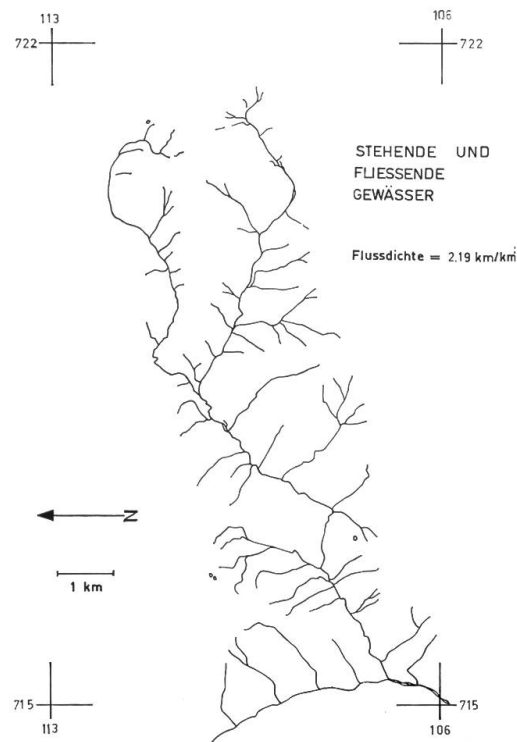 113
106
722
722
STEHENDE UND
FLIESSENDE
GEWÄSSER
Flussdichte = 2.19 km/km²
N
1 km
715
715
113
106